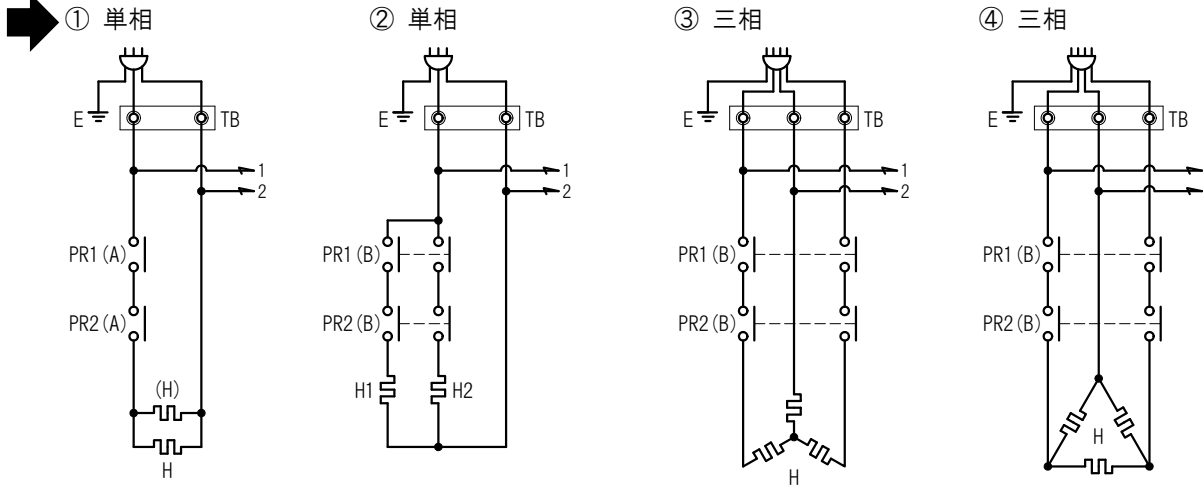 ① 単相
E
TB
1
2
PR1(A)
PR2(A)
(H)
H
② 単相
E
TB
1
2
PR1(B)
PR2(B)
H1
H2
③ 三相
E
TB
1
2
PR1(B)
PR2(B)
H
④ 三相
E
TB
PR1(B)
PR2(B)
H